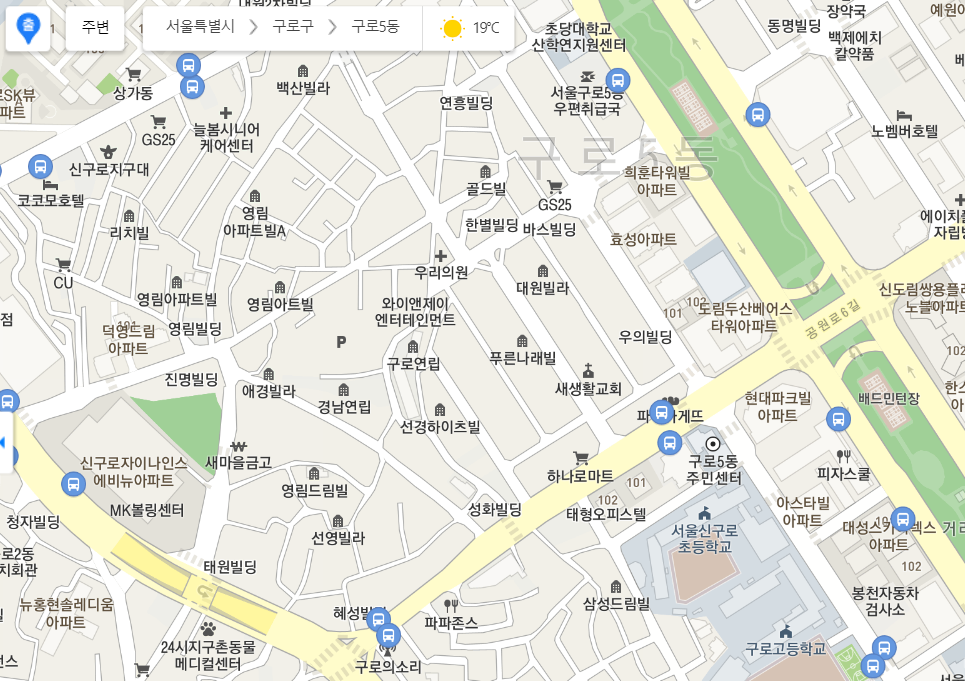 출
주변
서울특별시
구로구
구로5동
19℃
초당대학교
산학연지원센터
동명빌딩
장약국
백제에치
칼약품
예원이
상가동
백산빌라
연흥빌딩
서울구로5동
우편취급국
노벰버호텔
GS25
늘봄시니어
케어센터
구로5동
신구로지구대
코코모호텔
골드빌
희훈타워빌
아파트
GS25
영림
아파트빌A
리치빌
한별빌딩
바스빌딩
효성아파트
CU
우리의원
대원빌라
영림아파트빌
영림아트빌
와이앤제이
엔터테인먼트
102
101
도림두산베어스
타워아파트
공원로6길
신도림쌍용플래
노블아파트
덕영드림
아파트
영림빌딩
P
구로연립
푸른나래빌
우의빌딩
102
진명빌딩
애경빌라
경남연립
새생활교회
현대파크빌
아파트
배드민턴장
선경하이츠빌
새마을금고
신구로자이나인스
에비뉴아파트
MK볼링센터
영림드림빌
하나로마트
구로5동
주민센터
피자스쿨
101
102
태형오피스텔
성화빌딩
청자빌딩
선영빌라
서울신구로
초등학교
아스타빌
아파트
아파트
102
태원빌딩
뉴홍현솔레디움
아파트
혜성빌딩
파파존스
삼성드림빌
봉천자동차
검사소
24시지구촌동물
메디컬센터
구로의소리
구로고등학교